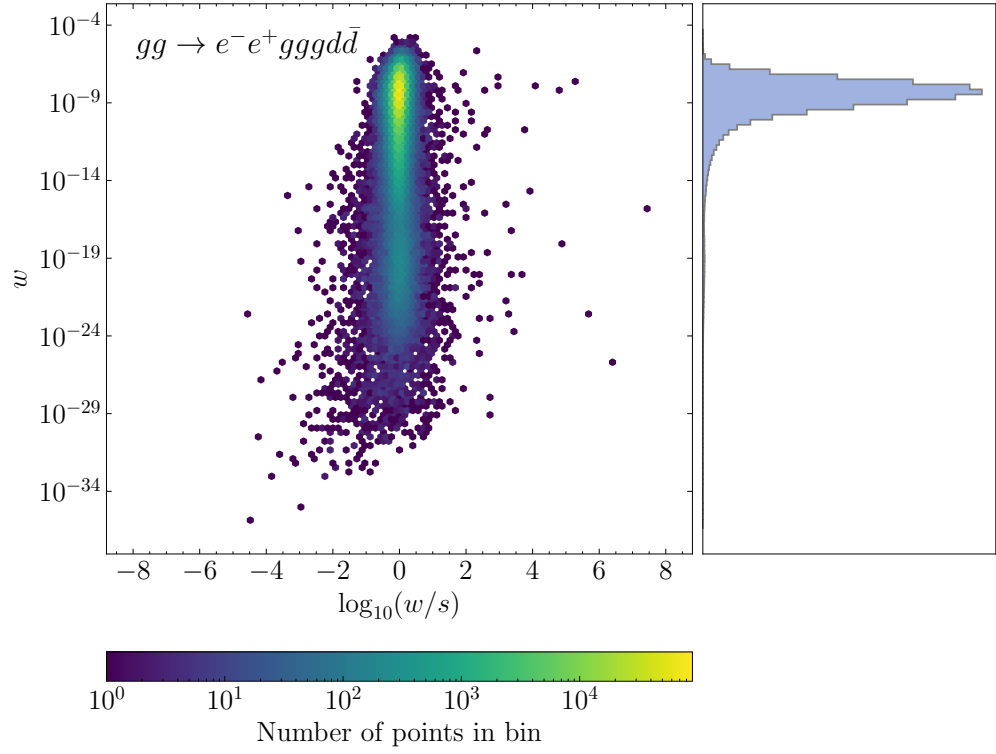 gg → e⁻e⁺gggdd̄
w
10⁻⁴
10⁻⁹
10⁻¹⁴
10⁻¹⁹
10⁻²⁴
10⁻²⁹
10⁻³⁴
−8 −6 −4 −2 0 2 4 6 8
log₁₀(w/s)
10⁰ 10¹ 10² 10³ 10⁴
Number of points in bin